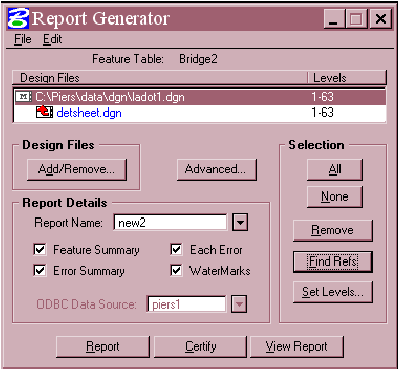 Report Generator
File Edit
Feature Table: Bridge2
Design Files Levels
M C:\Piers\data\dgn\ladot1.dgn 1-63
detsheet.dgn 1-63
Design Files
Add/Remove...
Advanced...
Selection
All
None
Remove
Find Refs
Set Levels...
Report Details
Report Name: new2
Feature Summary Each Error
Error Summary WaterMarks
ODBC Data Source: piers1
Report Certify View Report